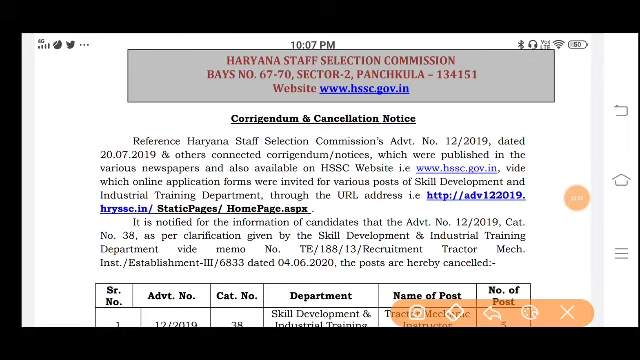 4G
10:07 PM
VoLTE
50
HARYANA STAFF SELECTION COMMISSION
BAYS NO. 67-70, SECTOR-2, PANCHKULA – 134151
Website www.hssc.gov.in
Corrigendum & Cancellation Notice
Reference Haryana Staff Selection Commission's Advt. No. 12/2019, dated
20.07.2019 & others connected corrigendum/notices, which were published in the
various newspapers and also available on HSSC Website i.e www.hssc.gov.in, vide
which online application forms were invited for various posts of Skill Development and
Industrial Training Department, through the URL address i.e http://adv122019.
hryssc.in/ StaticPages/ HomePage.aspx .
It is notified for the information of candidates that the Advt. No. 12/2019, Cat.
No. 38, as per clarification given by the Skill Development & Industrial Training
Department vide memo No. TE/188/13/Recruitment Tractor Mech.
Inst./Establishment-III/6833 dated 04.06.2020, the posts are hereby cancelled:-
Sr. No. Advt. No. Cat. No. Department Name of Post No. of Post
1 12/2019 38 Skill Development & Industrial Training Tractor Mechanic Instructor 5